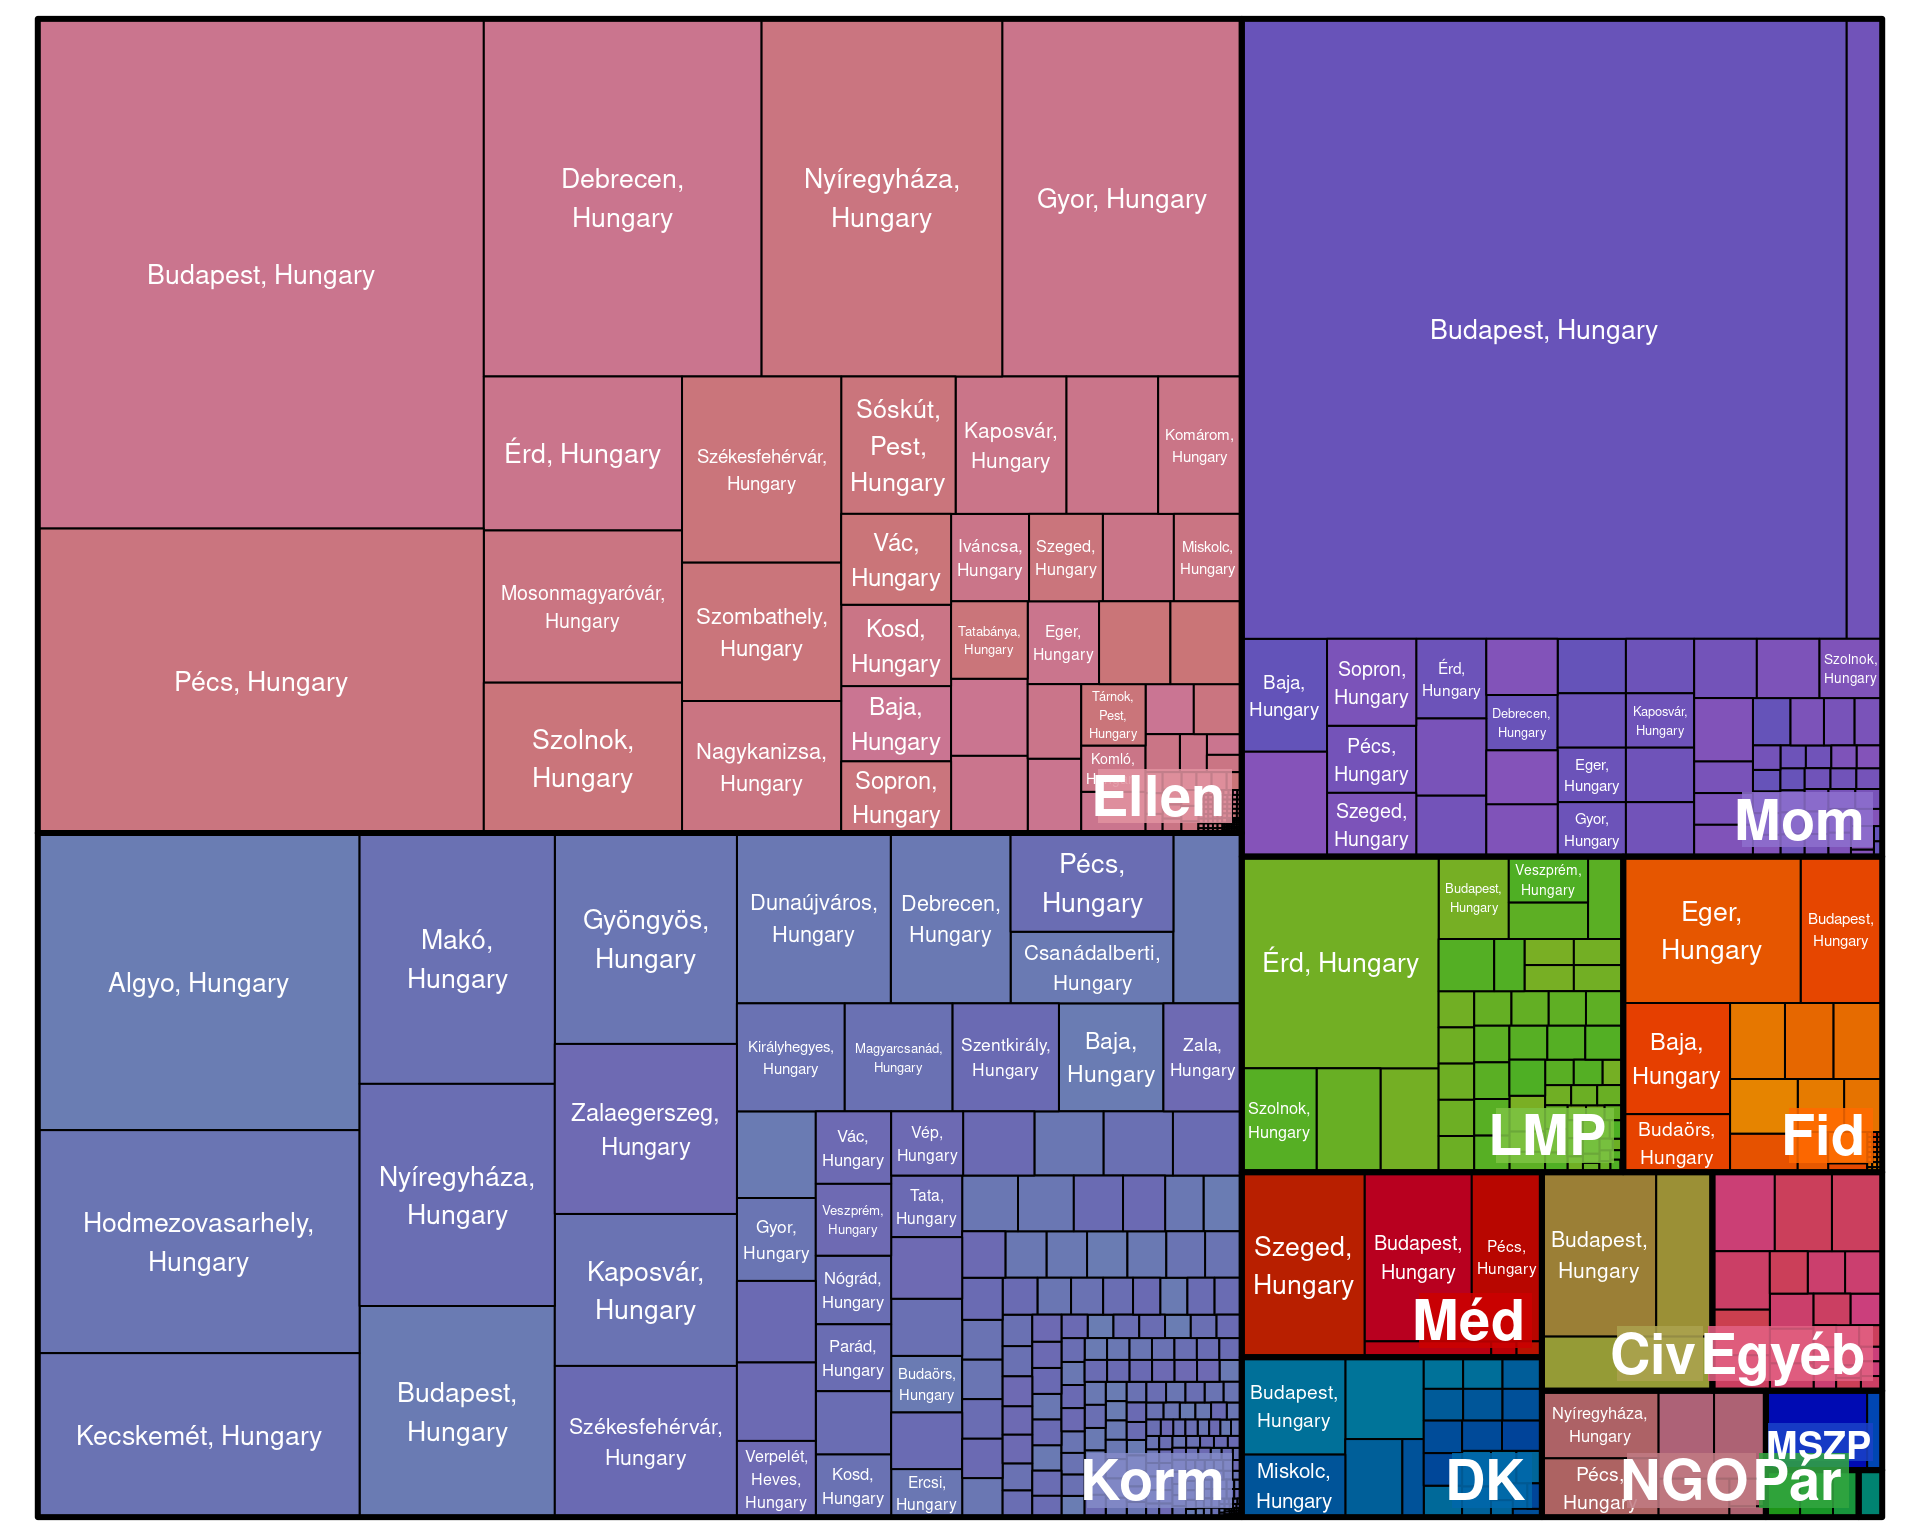 Budapest, Hungary
Pécs, Hungary
Debrecen,
Hungary
Nyíregyháza,
Hungary
Gyor, Hungary
Érd, Hungary
Mosonmagyaróvár,
Hungary
Szolnok,
Hungary
Székesfehérvár,
Hungary
Szombathely,
Hungary
Nagykanizsa,
Hungary
Sóskút,
Pest,
Hungary
Kaposvár,
Hungary
Komárom,
Hungary
Vác,
Hungary
Kosd,
Hungary
Baja,
Hungary
Sopron,
Hungary
Iváncsa,
Hungary
Szeged,
Hungary
Miskolc,
Hungary
Tatabánya,
Hungary
Eger,
Hungary
Tárnok,
Pest,
Hungary
Komló,
Ellen
Budapest, Hungary
Baja,
Hungary
Sopron,
Hungary
Pécs,
Hungary
Szeged,
Hungary
Érd,
Hungary
Debrecen,
Hungary
Eger,
Hungary
Gyor,
Hungary
Kaposvár,
Hungary
Szolnok,
Hungary
Mom
Algyo, Hungary
Hodmezovasarhely,
Hungary
Kecskemét, Hungary
Makó,
Hungary
Nyíregyháza,
Hungary
Budapest,
Hungary
Gyöngyös,
Hungary
Zalaegerszeg,
Hungary
Kaposvár,
Hungary
Székesfehérvár,
Hungary
Dunaújváros,
Hungary
Debrecen,
Hungary
Pécs,
Hungary
Csanádalberti,
Hungary
Királyhegyes,
Hungary
Magyarcsanád,
Hungary
Szentkirály,
Hungary
Baja,
Hungary
Zala,
Hungary
Gyor,
Hungary
Verpelét,
Heves,
Hungary
Vác,
Hungary
Veszprém,
Hungary
Nógrád,
Hungary
Parád,
Hungary
Kosd,
Hungary
Vép,
Hungary
Tata,
Hungary
Budaörs,
Hungary
Ercsi,
Hungary
Korm
Érd, Hungary
Szolnok,
Hungary
Budapest,
Hungary
Veszprém,
Hungary
LMP
Eger,
Hungary
Budapest,
Hungary
Baja,
Hungary
Budaörs,
Hungary
Fid
Szeged,
Hungary
Budapest,
Hungary
Pécs,
Hungary
Méd
Budapest,
Hungary
Civ
Egyéb
Budapest,
Hungary
Miskolc,
Hungary
DK
Nyíregyháza,
Hungary
Pécs,
Hungary
NGO
MSZP
Pár